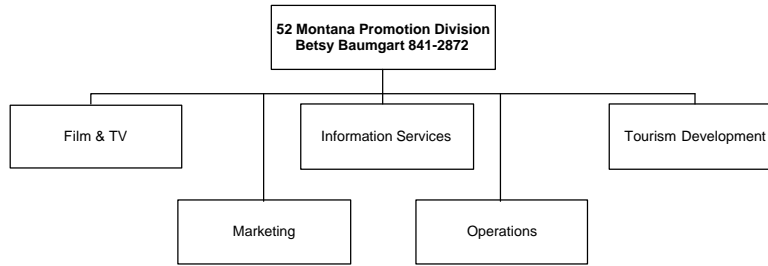 52 Montana Promotion Division
Betsy Baumgart 841-2872
Film & TV
Information Services
Tourism Development
Marketing
Operations